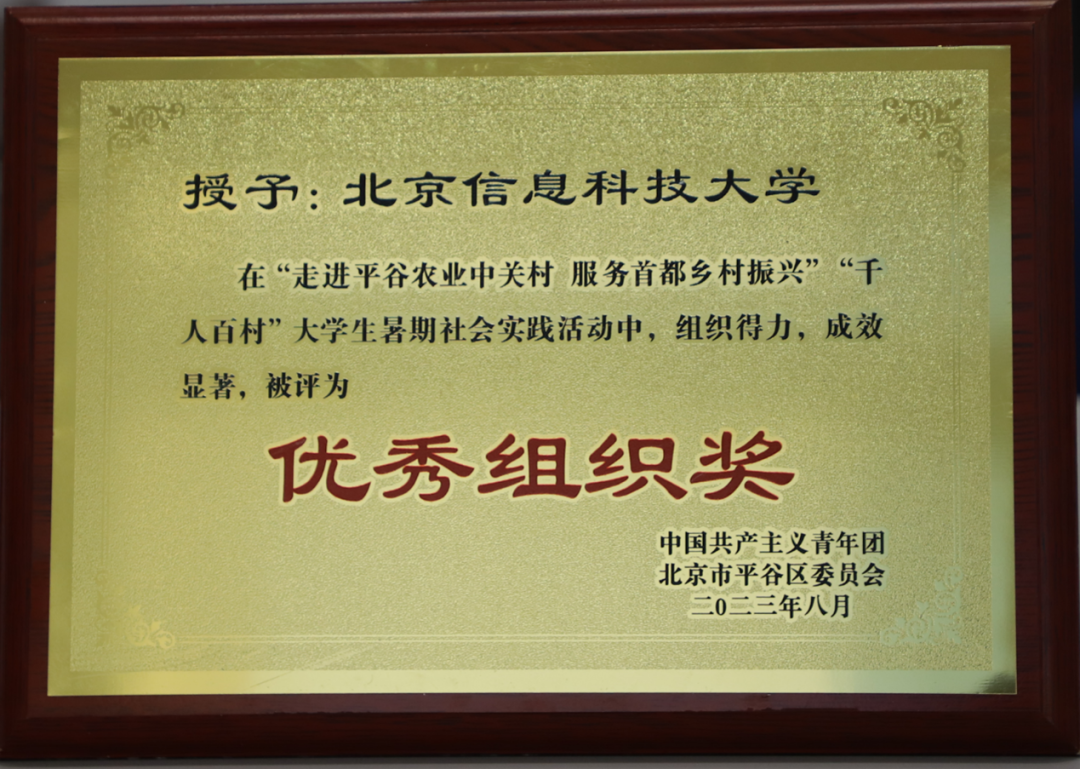 授予：北京信息科技大学
在“走进平谷农业中关村 服务首都乡村振兴”“千
人百村”大学生暑期社会实践活动中，组织得力，成效
显著，被评为
优秀组织奖
中国共产主义青年团
北京市平谷区委员会
二0二三年八月